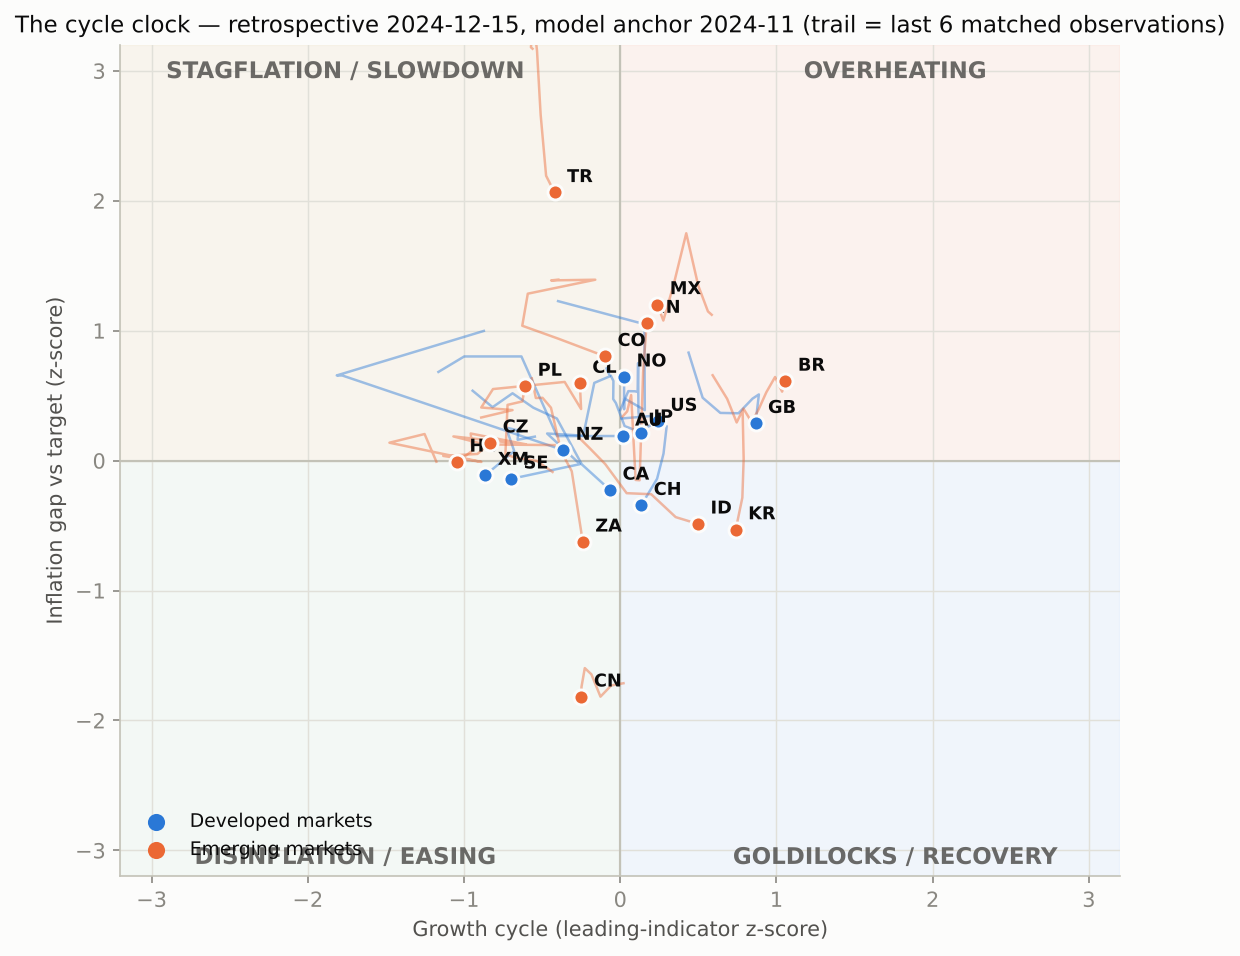 The cycle clock — retrospective 2024-12-15, model anchor 2024-11 (trail = last 6 matched observations)
STAGFLATION / SLOWDOWN
OVERHEATING
3
2
1
0
−1
−2
−3
Inflation gap vs target (z-score)
TR
MX
N
CO
NO
PL
CL
BR
US
GB
JP
AU
CZ
NZ
H
XM
SE
CA
CH
ID
KR
ZA
CN
Developed markets
Emerging markets
DISINFLATION / EASING
GOLDILOCKS / RECOVERY
−3
−2
−1
0
1
2
3
Growth cycle (leading-indicator z-score)